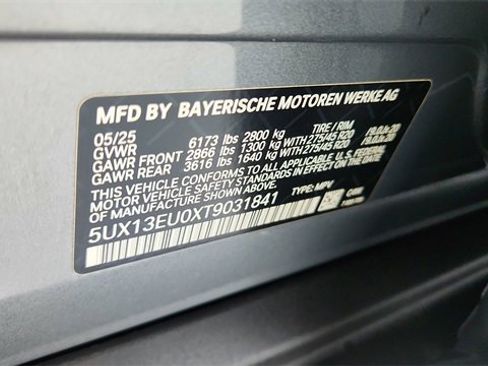 MFD BY BAYERISCHE MOTOREN WERKE AG
05/25 TIRE / RIM
GVWR 6173 lbs 2800 kg
GAWR FRONT 2866 lbs 1300 kg WITH 275/45 R20
GAWR REAR 3616 lbs 1640 kg WITH 275/45 R20
THIS VEHICLE CONFORMS TO ALL APPLICABLE U.S. FEDERAL
MOTOR VEHICLE SAFETY STANDARDS IN EFFECT ON THE DATE
OF MANUFACTURE SHOWN ABOVE.
5UX13EU0XT9031841 TYPE: MPV